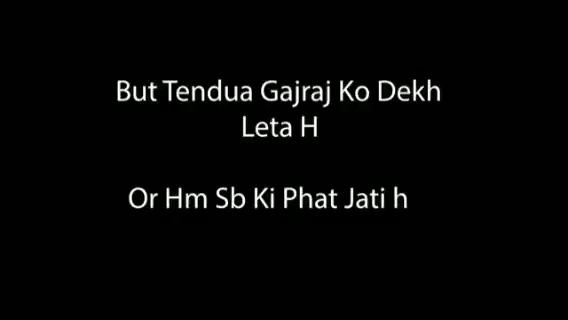 But Tendua Gajraj Ko Dekh
Leta H
Or Hm Sb Ki Phat Jati h